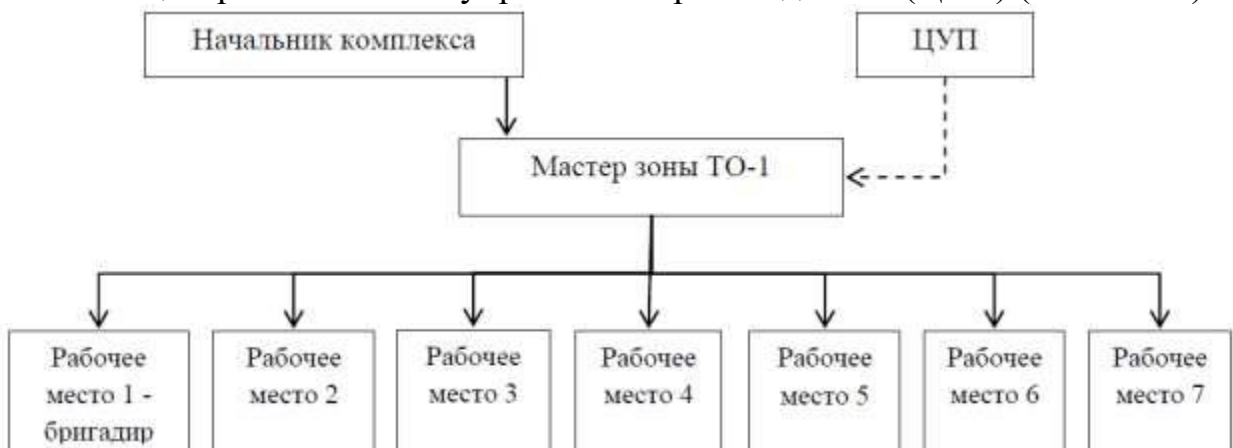 Начальник комплекса
ЦУП
Мастер зоны ТО-1
Рабочее
место 1 -
бригадир
Рабочее
место 2
Рабочее
место 3
Рабочее
место 4
Рабочее
место 5
Рабочее
место 6
Рабочее
место 7